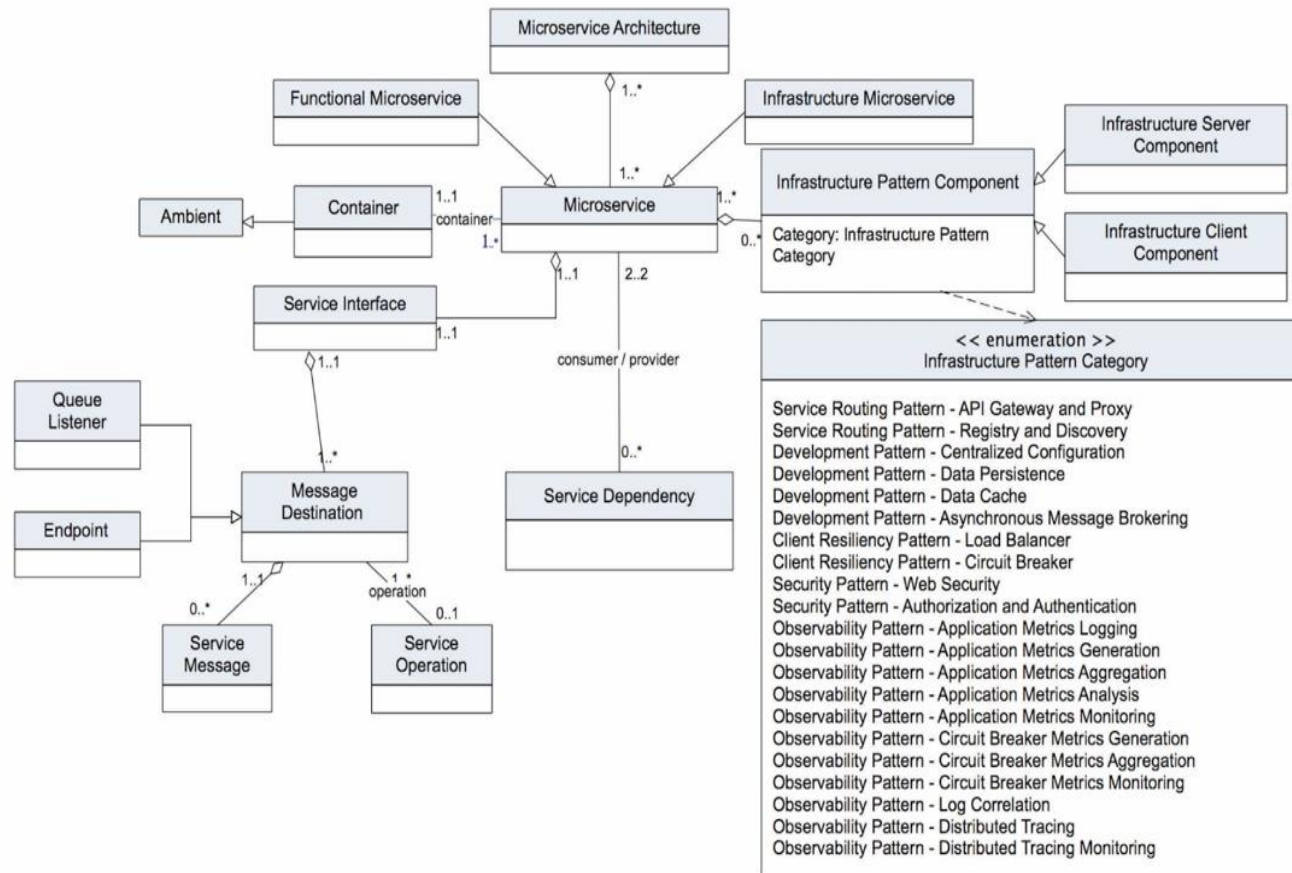 Microservice Architecture
1..*
Functional Microservice
Infrastructure Microservice
Infrastructure Server
Component
1..*
Infrastructure Pattern Component
Category: Infrastructure Pattern
Category
Ambient
Container
1..1
container
1..*
Microservice
1..*
0..*
Infrastructure Client
Component
1..1
2..2
Service Interface
1..1
1..1
consumer / provider
<< enumeration >>
Infrastructure Pattern Category
Queue
Listener
Endpoint
1..*
Message
Destination
0..*
Service Dependency
1..1
1..*
operation
0..*
0..1
Service
Message
Service
Operation
Service Routing Pattern - API Gateway and Proxy
Service Routing Pattern - Registry and Discovery
Development Pattern - Centralized Configuration
Development Pattern - Data Persistence
Development Pattern - Data Cache
Development Pattern - Asynchronous Message Brokering
Client Resiliency Pattern - Load Balancer
Client Resiliency Pattern - Circuit Breaker
Security Pattern - Web Security
Security Pattern - Authorization and Authentication
Observability Pattern - Application Metrics Logging
Observability Pattern - Application Metrics Generation
Observability Pattern - Application Metrics Aggregation
Observability Pattern - Application Metrics Analysis
Observability Pattern - Application Metrics Monitoring
Observability Pattern - Circuit Breaker Metrics Generation
Observability Pattern - Circuit Breaker Metrics Aggregation
Observability Pattern - Circuit Breaker Metrics Monitoring
Observability Pattern - Log Correlation
Observability Pattern - Distributed Tracing
Observability Pattern - Distributed Tracing Monitoring